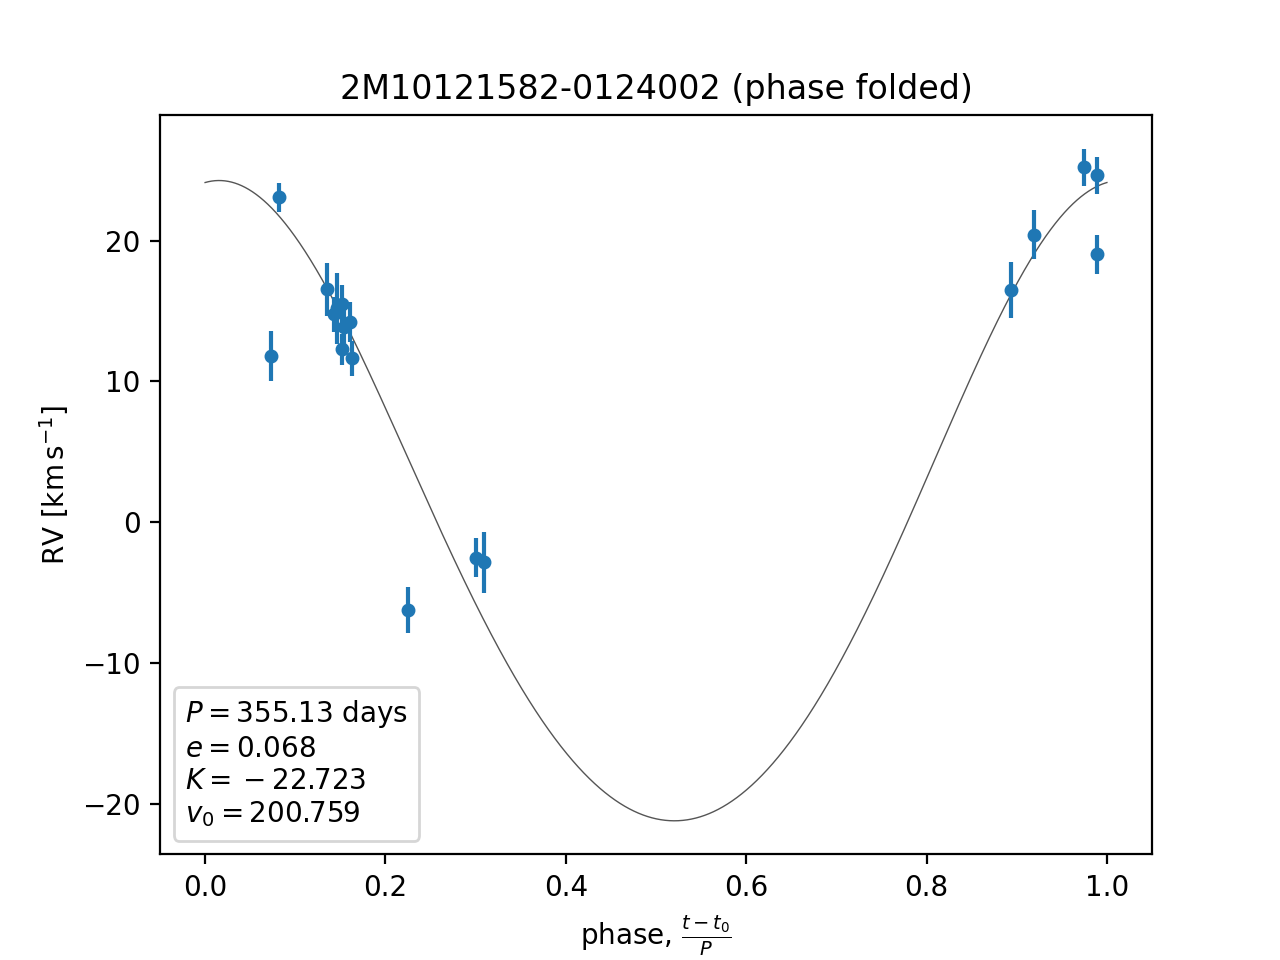 2M10121582-0124002 (phase folded)
RV [km s⁻¹]
20
10
0
−10
−20
P = 355.13 days
e = 0.068
K = −22.723
v₀ = 200.759
0.0 0.2 0.4 0.6 0.8 1.0
phase, (t − t₀)/P